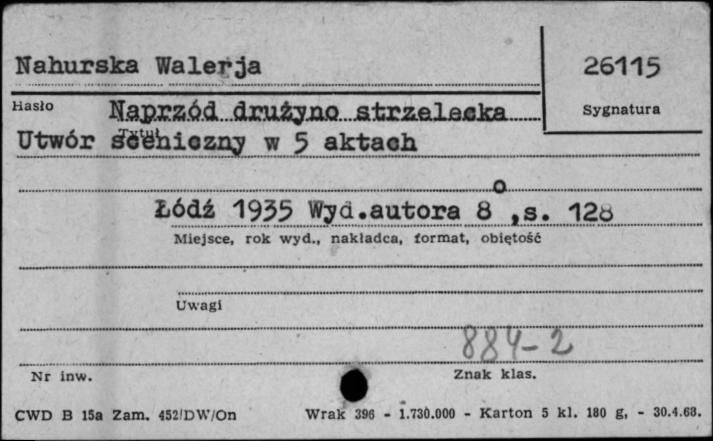 Nahurska Walerja
26115
Hasło
Naprzód drużyno strzelecka
Sygnatura
Tytuł
Utwór sceniczny w 5 aktach
Łódź 1935 Wyd.autora 8o,s. 128
Miejsce, rok wyd., nakładca, format, objętość
Uwagi
884-2
Nr inw.
Znak klas.
CWD B 15a Zam. 452/DW/On Wrak 396 - 1.730.000 - Karton 5 kl. 180 g, - 30.4.68.